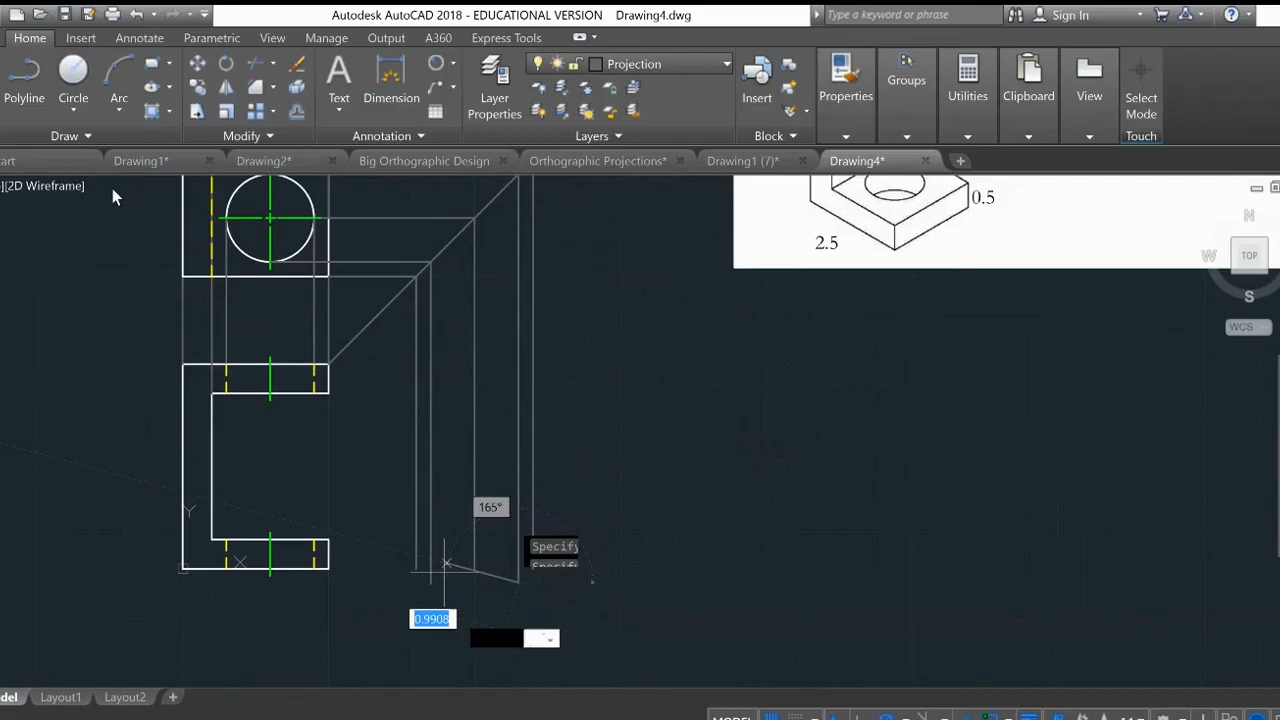 Autodesk AutoCAD 2018 - EDUCATIONAL VERSION Drawing4.dwg
Type a keyword or phrase
Sign In
Home Insert Annotate Parametric View Manage Output A360 Express Tools
Projection
Polyline Circle Arc
Text Dimension
Layer
Properties
Insert
Properties
Groups
Utilities
Clipboard
View
Select
Mode
Draw Modify Annotation Layers Block Touch
Drawing1* Drawing2* Big Orthographic Design Orthographic Projections* Drawing1 (7)* Drawing4*
][2D Wireframe]
0.5
2.5
N
W
TOP
S
WCS
Y
165°
Specify
Specify
0.9908
Layout1 Layout2
MODEL